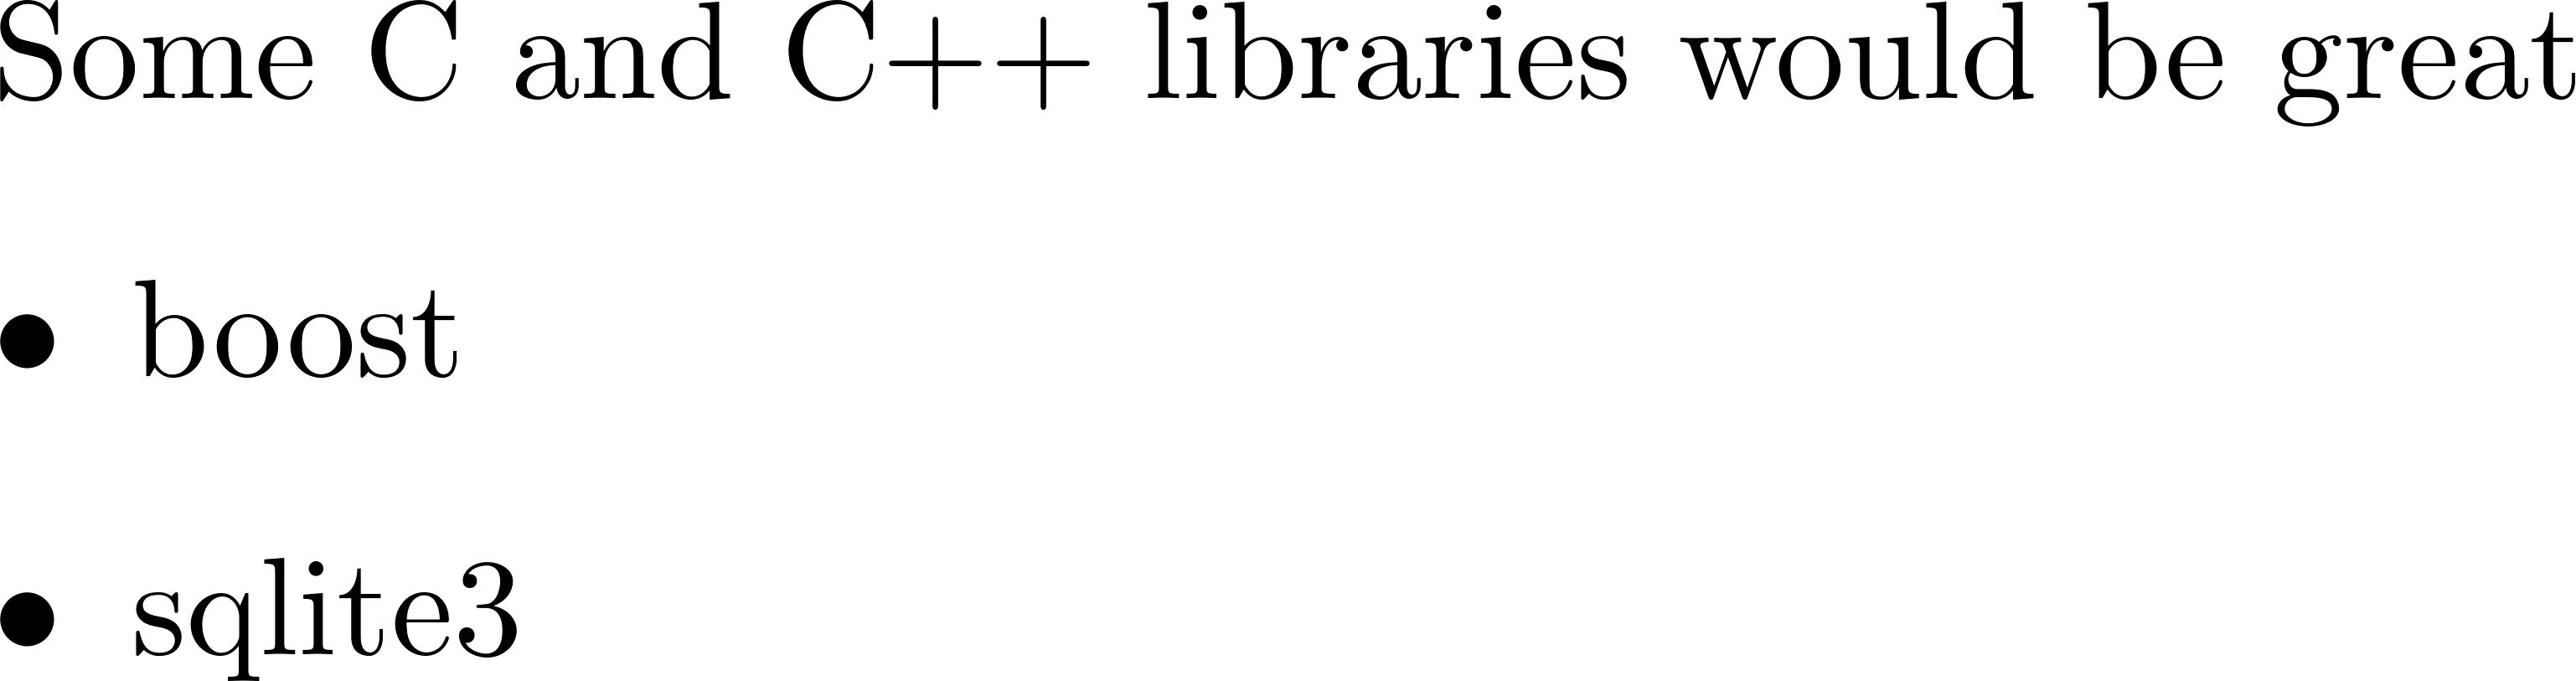 Some C and C++ libraries would be great
• boost
• sqlite3